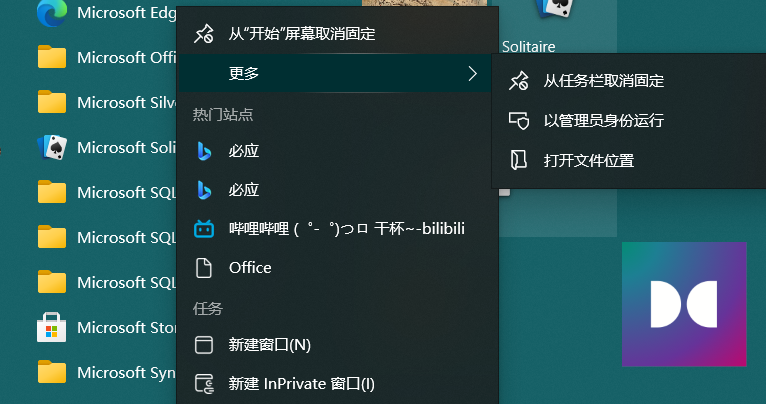 Microsoft Edg
Microsoft Offi
Microsoft Silve
Microsoft Soli
Microsoft SQL
Microsoft SQL
Microsoft SQL
Microsoft Stor
Microsoft Syn
从“开始”屏幕取消固定
更多
热门站点
必应
必应
哔哩哔哩 (゜-゜)つロ 干杯~-bilibili
Office
任务
新建窗口(N)
新建 InPrivate 窗口(I)
Solitaire
从任务栏取消固定
以管理员身份运行
打开文件位置